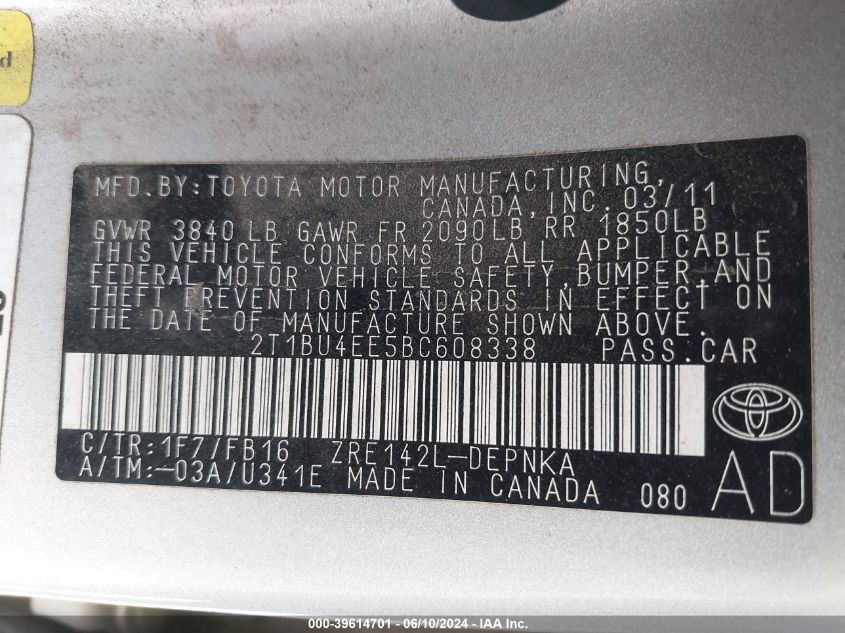 d
MFD.BY:TOYOTA MOTOR MANUFACTURING,
CANADA,INC.03/11
GVWR 3840 LB GAWR FR 2090LB RR 1850LB
THIS VEHICLE CONFORMS TO ALL APPLICABLE
FEDERAL MOTOR VEHICLE SAFETY,BUMPER,AND
THEFT PREVENTION STANDARDS IN EFFECT ON
THE DATE OF MANUFACTURE SHOWN ABOVE.
2T1BU4EE5BC608338 PASS.CAR
C/TR:1F7/FB16 ZRE142L-DEPNKA
A/TM:-03A/U341E MADE IN CANADA 080 AD
000-39614701 - 06/10/2024 - IAA Inc.